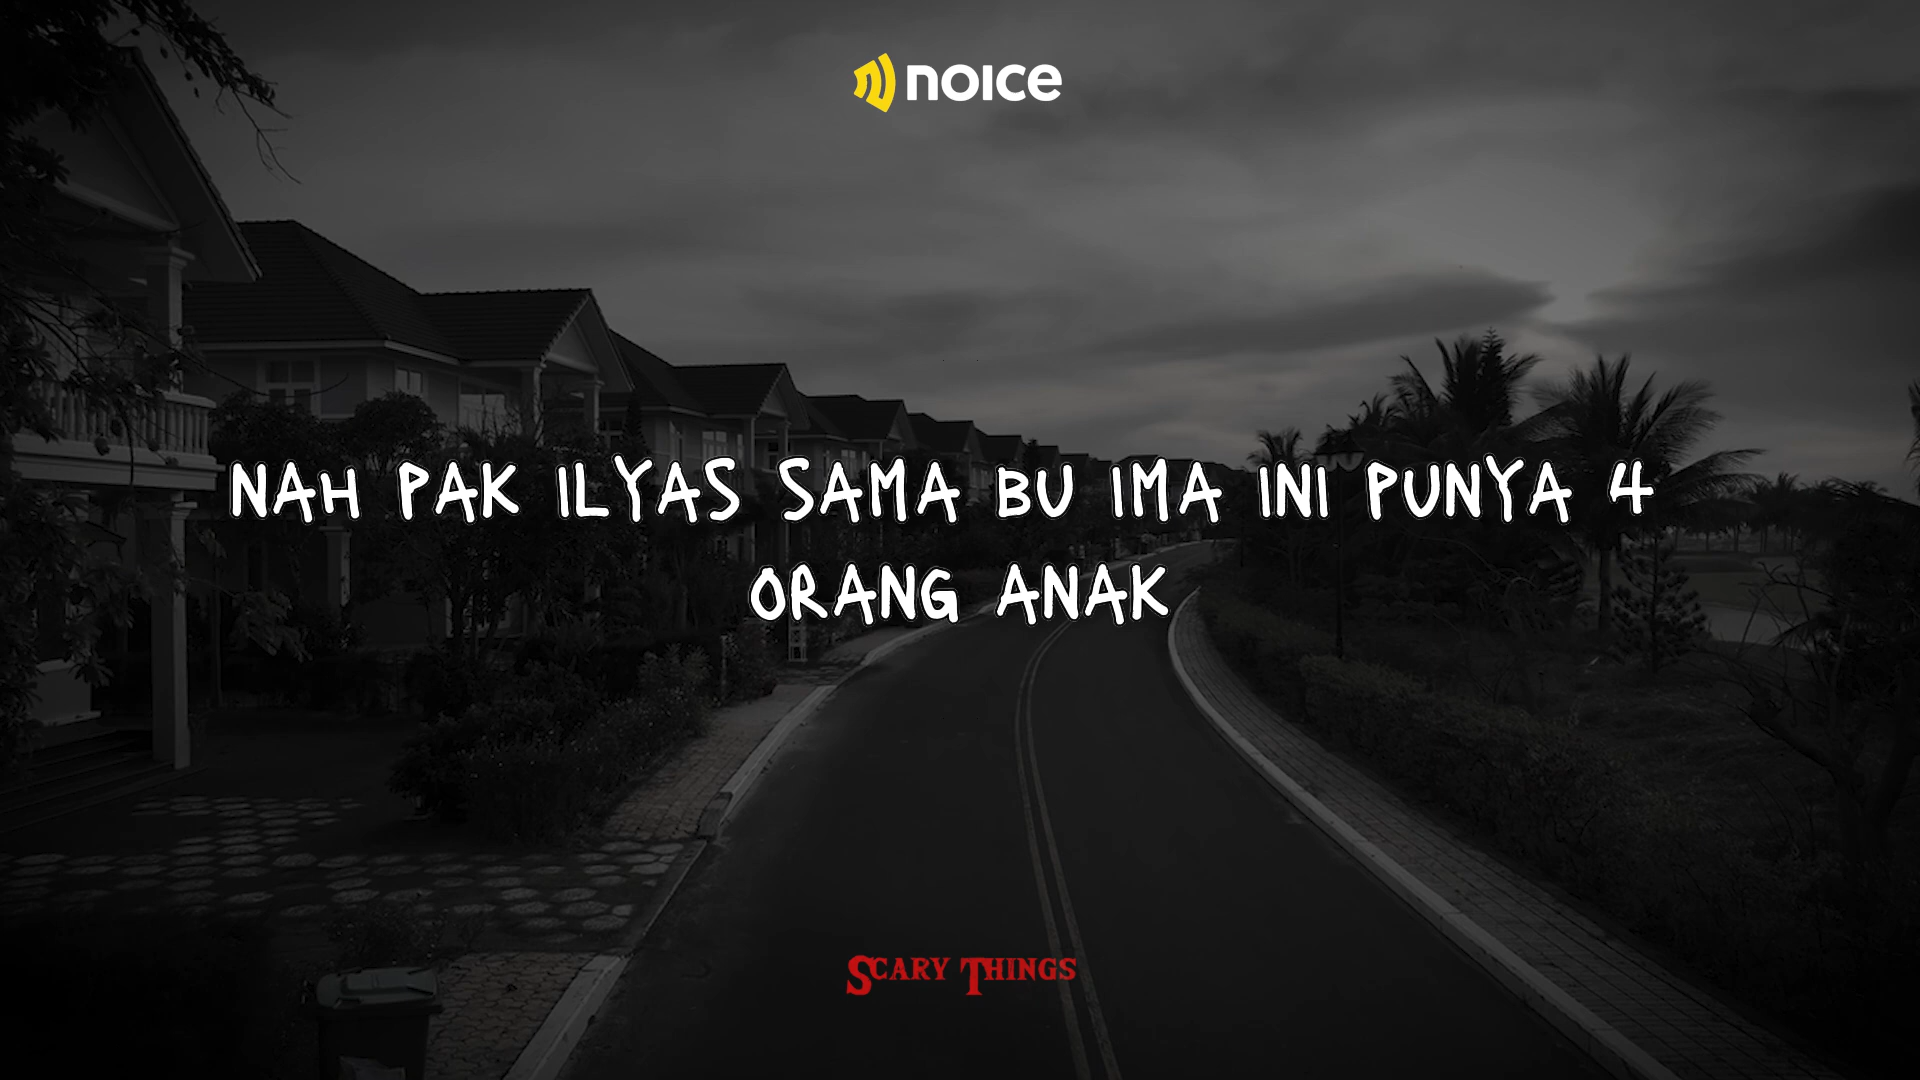 noice
NAH PAK ILYAS SAMA BU IMA INI PUNYA 4
ORANG ANAK
SCARY THINGS